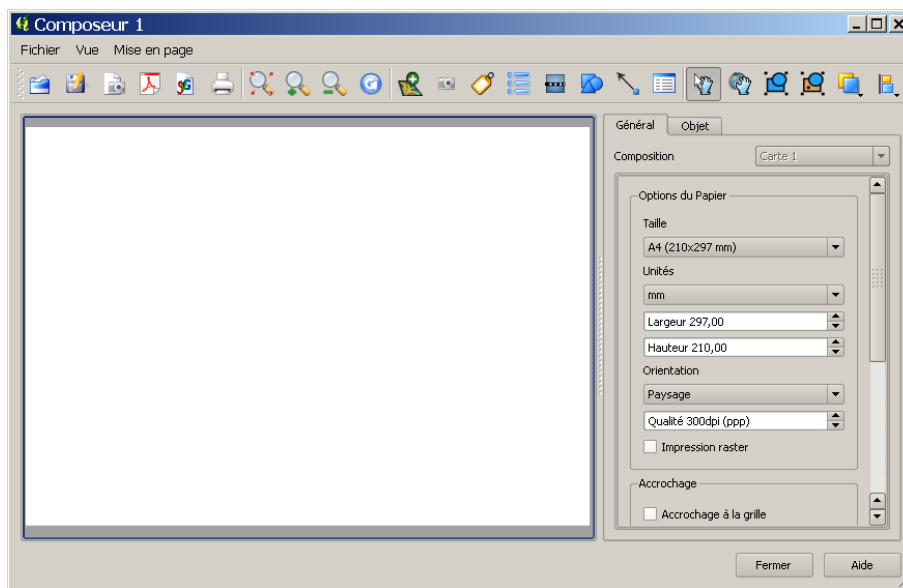 Composeur 1
Fichier Vue Mise en page
Général Objet
Composition Carte 1
Options du Papier
Taille
A4 (210x297 mm)
Unités
mm
Largeur 297,00
Hauteur 210,00
Orientation
Paysage
Qualité 300dpi (ppp)
Impression raster
Accrochage
Accrochage à la grille
Fermer Aide